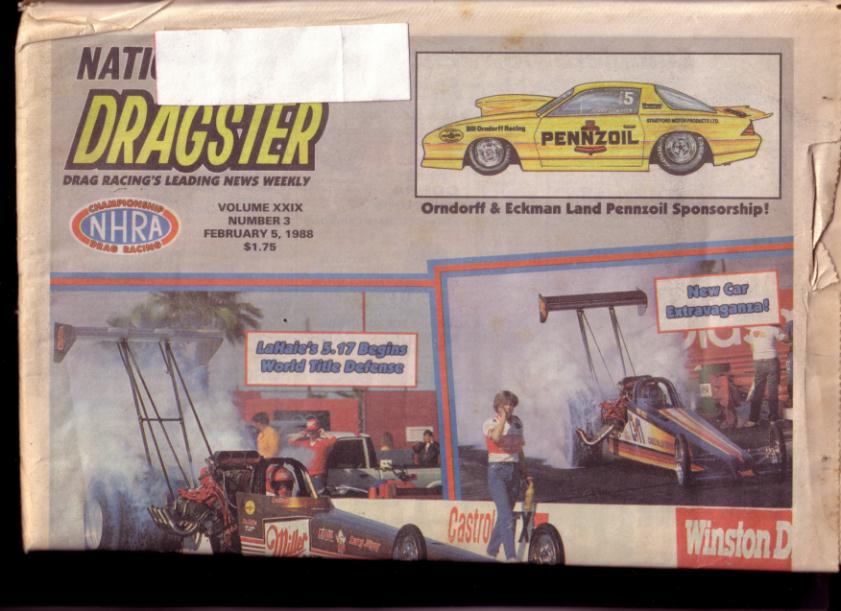 NATI
DRAGSTER
DRAG RACING'S LEADING NEWS WEEKLY
CHAMPIONSHIP
NHRA
DRAG RACING
VOLUME XXIX
NUMBER 3
FEBRUARY 5, 1988
$1.75
5
Bill Orndorff Racing
PENNZOIL
STRATFORD MOTOR PRODUCTS LTD.
Orndorff & Eckman Land Pennzoil Sponsorship!
LaHaie's 5.17 Begins
World Title Defense
New Car
Extravaganza!
Miller
Castrol
Winston D